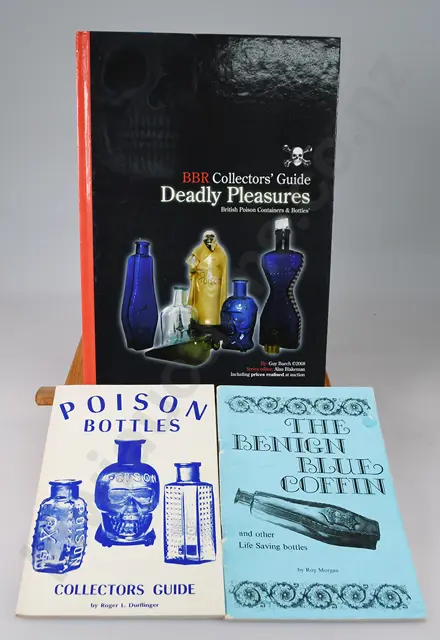 BBR Collectors' Guide
Deadly Pleasures
British Poison Containers & Bottles'
By: Guy Burch ©2008
Series editor: Alan Blakeman
Including prices realised at auction
POISON
BOTTLES
POISON
COLLECTORS GUIDE
by Roger L. Durflinger
THE
BENIGN
BLUE
COFFIN
and other
Life Saving bottles
by Roy Morgan